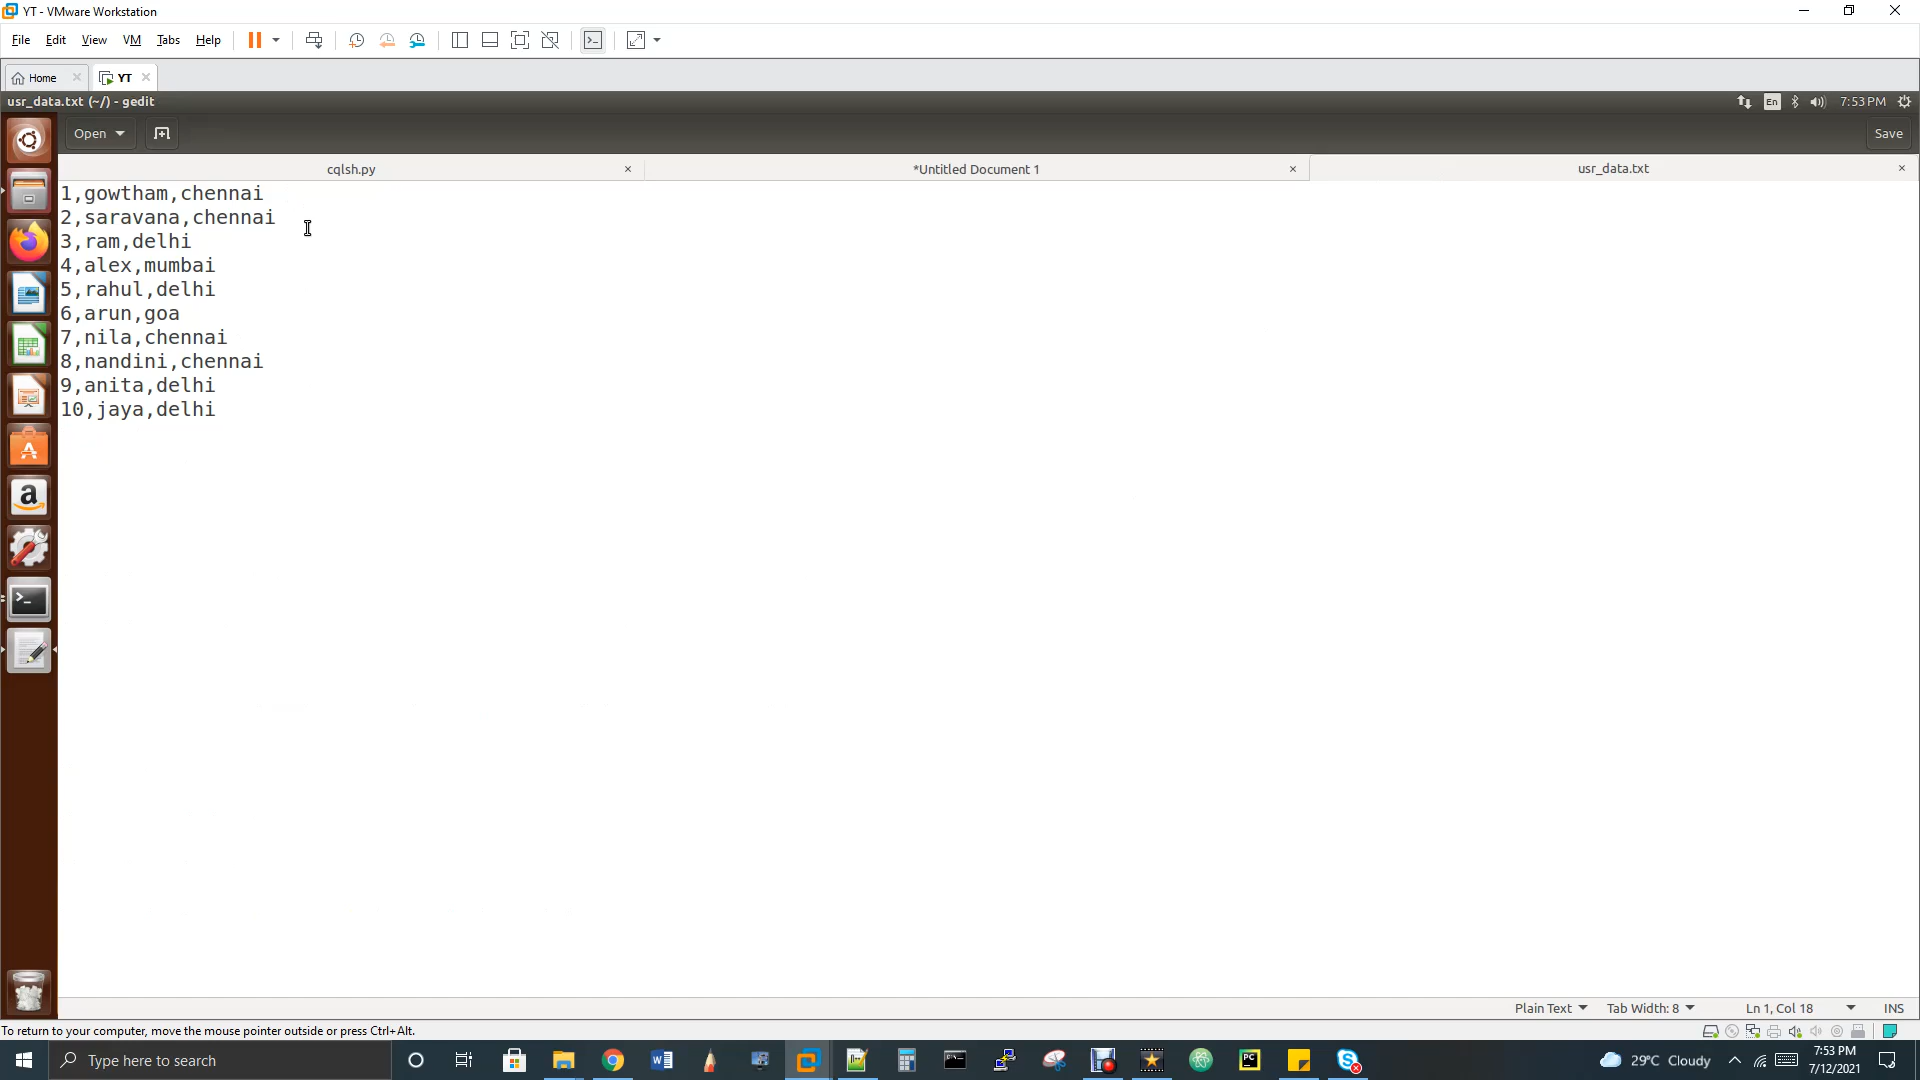 YT - VMware Workstation
File Edit View VM Tabs Help
Home YT
usr_data.txt (~/) - gedit En 7:53 PM
Open Save
cqlsh.py *Untitled Document 1 usr_data.txt
1,gowtham,chennai
2,saravana,chennai
3,ram,delhi
4,alex,mumbai
5,rahul,delhi
6,arun,goa
7,nila,chennai
8,nandini,chennai
9,anita,delhi
10,jaya,delhi
Plain Text Tab Width: 8 Ln 1, Col 18 INS
To return to your computer, move the mouse pointer outside or press Ctrl+Alt.
Type here to search 29°C Cloudy 7:53 PM
7/12/2021